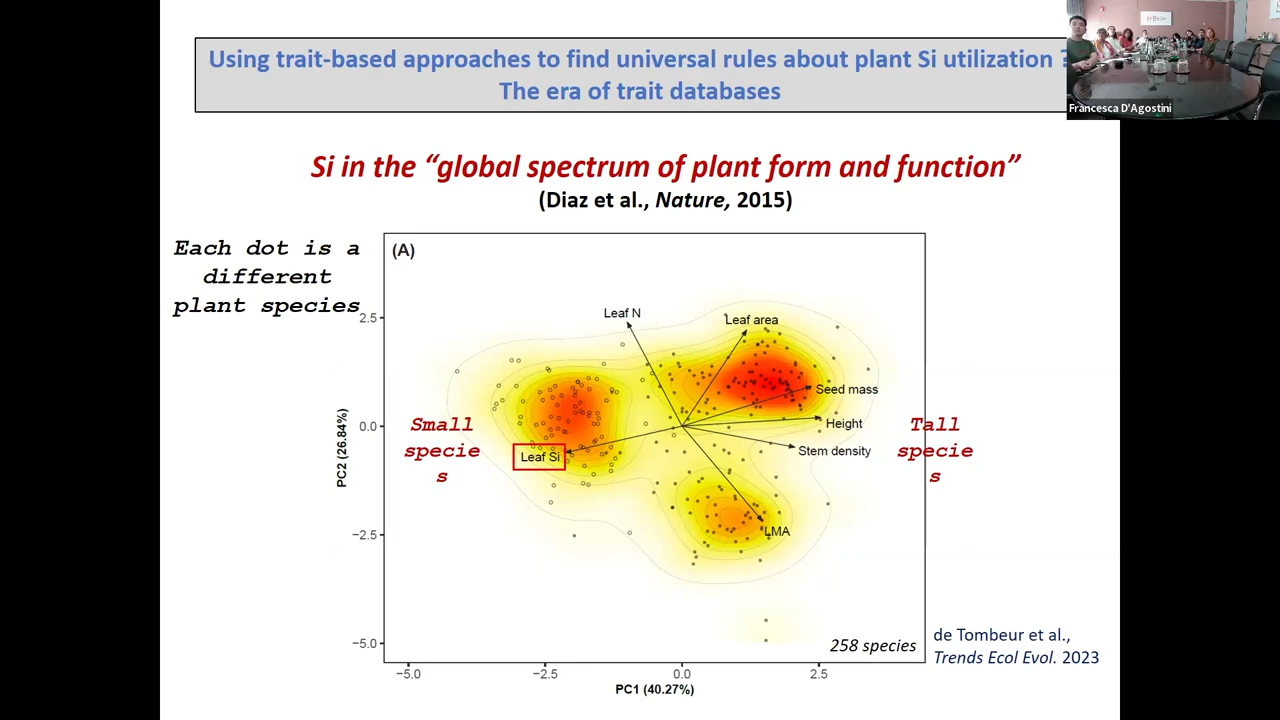 Using trait-based approaches to find universal rules about plant Si utilization ?
The era of trait databases
Francesca D'Agostini
Si in the “global spectrum of plant form and function”
(Diaz et al., Nature, 2015)
Each dot is a
different
plant species
(A)
Leaf N
Leaf area
Seed mass
Height
Stem density
LMA
Leaf Si
Small
specie
s
Tall
specie
s
2.5
0.0
−2.5
−5.0
PC2 (26.84%)
−5.0
−2.5
0.0
2.5
PC1 (40.27%)
258 species
de Tombeur et al.,
Trends Ecol Evol. 2023